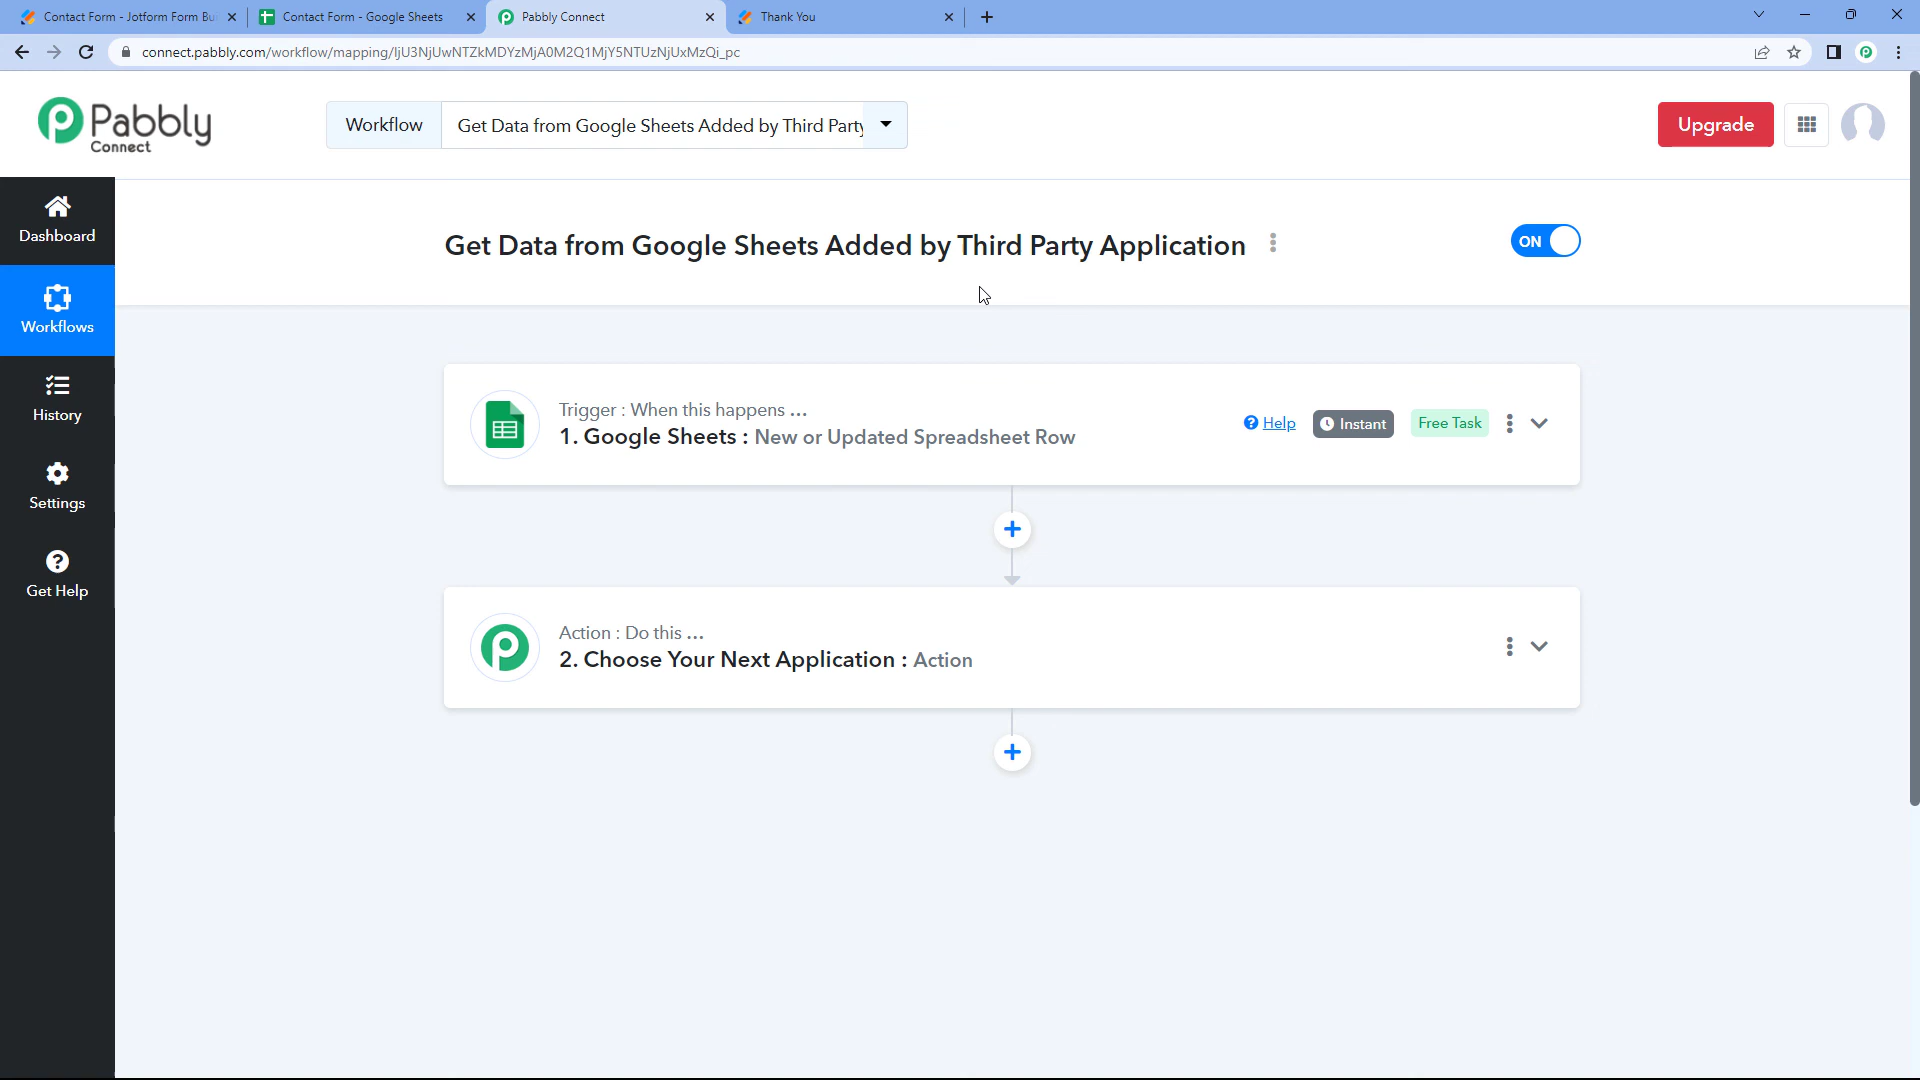 Contact Form - Jotform Form Bu
Contact Form - Google Sheets
Pabbly Connect
Thank You
connect.pabbly.com/workflow/mapping/IjU3NjUwNTZkMDYzMjA0M2Q1MjY5NTUzNjUxMzQi_pc
Pabbly
Connect
Workflow
Get Data from Google Sheets Added by Third Party
Upgrade
Dashboard
Workflows
History
Settings
Get Help
Get Data from Google Sheets Added by Third Party Application
ON
Trigger : When this happens ...
1. Google Sheets : New or Updated Spreadsheet Row
Help
Instant
Free Task
Action : Do this ...
2. Choose Your Next Application : Action